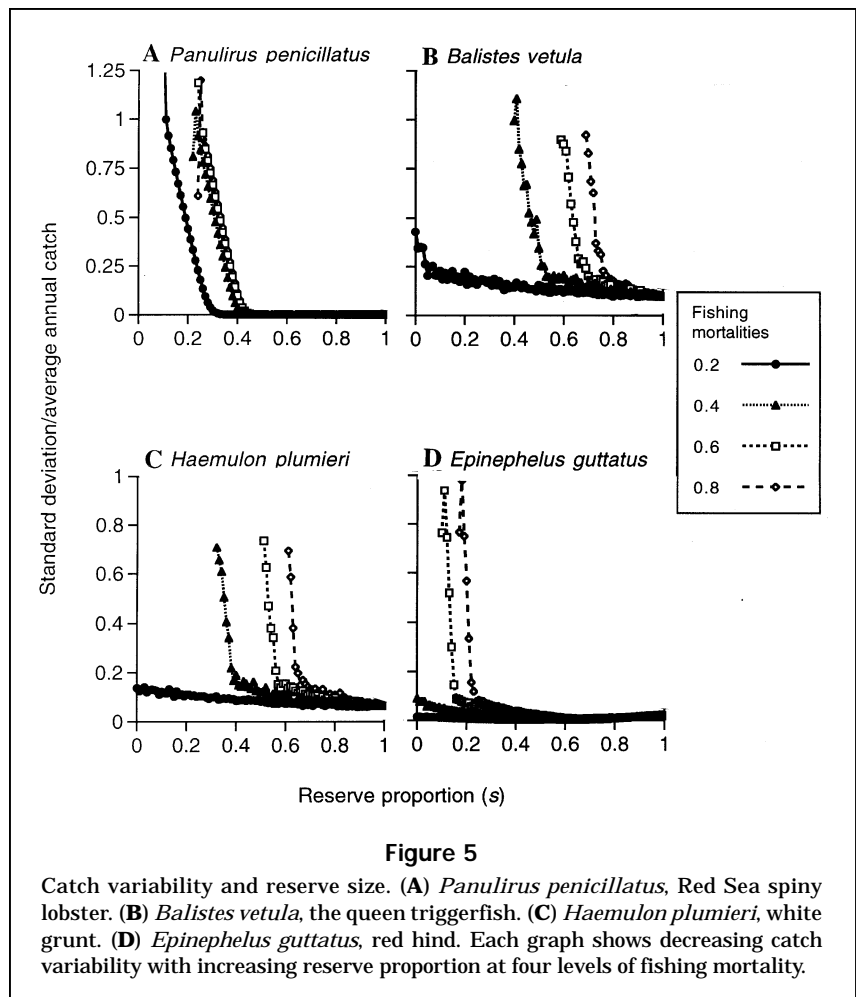 A Panulirus penicillatus
B Balistes vetula
1.25
1
0.75
0.5
0.25
0
0 0.2 0.4 0.6 0.8 1
0 0.2 0.4 0.6 0.8 1
Fishing
mortalities
0.2
0.4
0.6
0.8
C Haemulon plumieri
D Epinephelus guttatus
1
0.8
0.6
0.4
0.2
0
0 0.2 0.4 0.6 0.8 1
0 0.2 0.4 0.6 0.8 1
Standard deviation/average annual catch
Reserve proportion (s)
Figure 5
Catch variability and reserve size. (A) Panulirus penicillatus, Red Sea spiny
lobster. (B) Balistes vetula, the queen triggerfish. (C) Haemulon plumieri, white
grunt. (D) Epinephelus guttatus, red hind. Each graph shows decreasing catch
variability with increasing reserve proportion at four levels of fishing mortality.